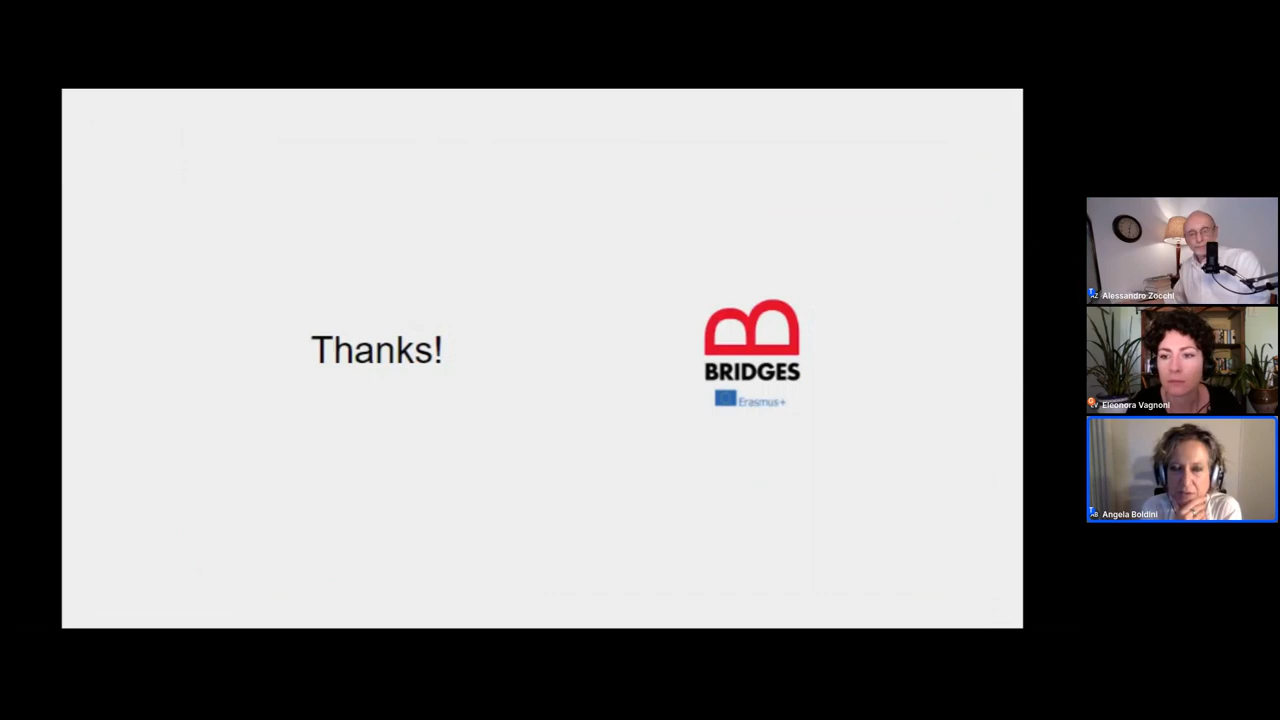 Thanks!
BRIDGES
Erasmus+
Alessandro Zocchi
Eleonora Vagnoni
Angela Boldini